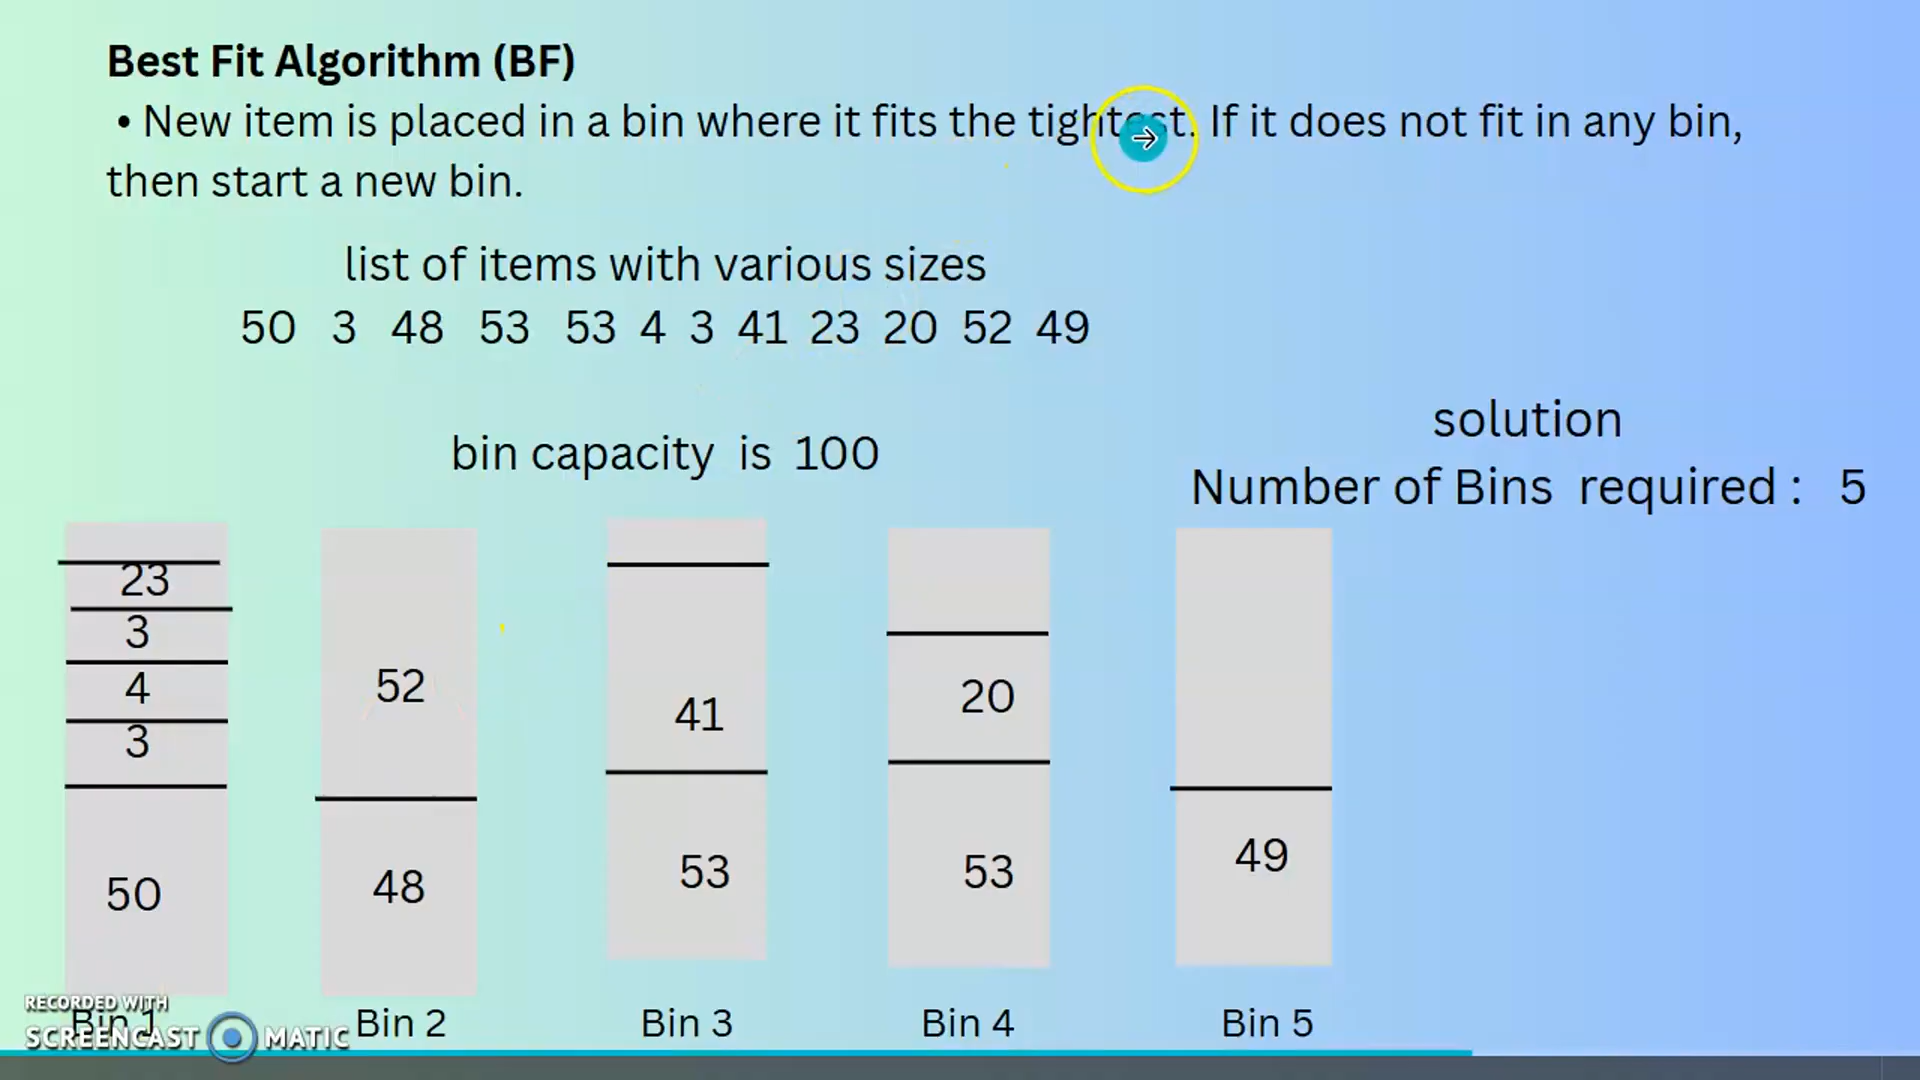 Best Fit Algorithm (BF)
• New item is placed in a bin where it fits the tightest. If it does not fit in any bin,
then start a new bin.
list of items with various sizes
50 3 48 53 53 4 3 41 23 20 52 49
bin capacity is 100
solution
Number of Bins required : 5
23
3
4
3
50
52
48
41
53
20
53
49
Bin 1
Bin 2
Bin 3
Bin 4
Bin 5
RECORDED WITH
SCREENCAST MATIC